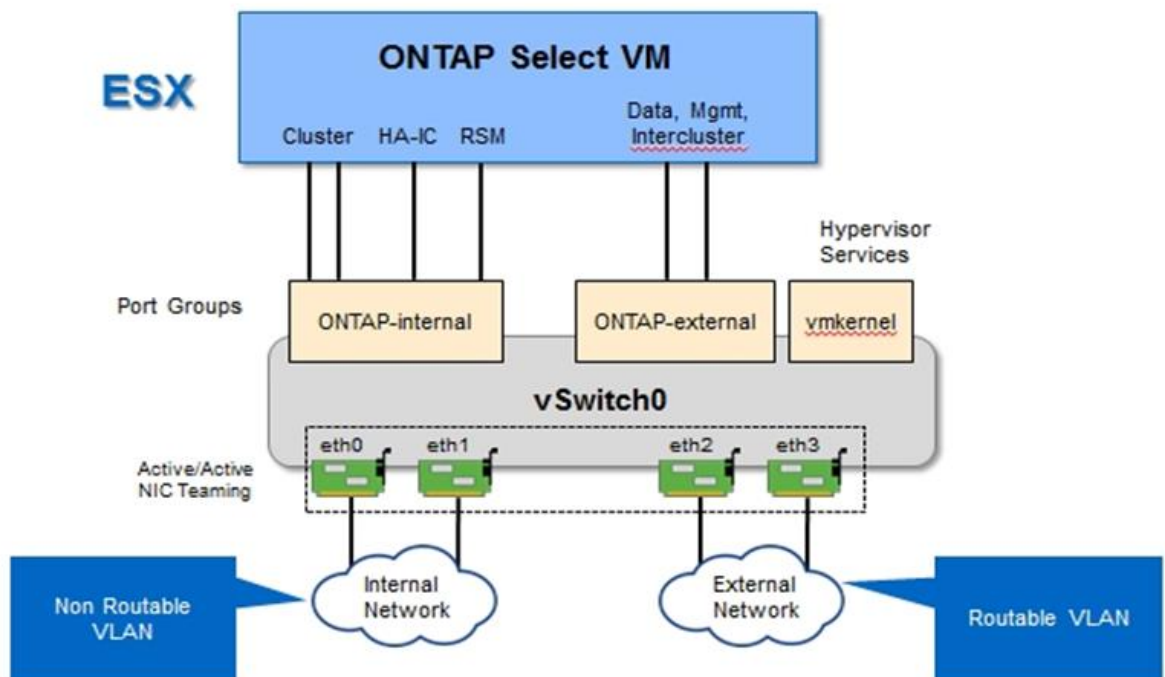 ONTAP Select VM
ESX
Data, Mgmt,
Cluster HA-IC RSM Intercluster
Hypervisor
Services
Port Groups
ONTAP-internal ONTAP-external vmkernel
vSwitch0
eth0 eth1 eth2 eth3
Active/Active
NIC Teaming
Internal
Network
External
Network
Non Routable
VLAN
Routable VLAN